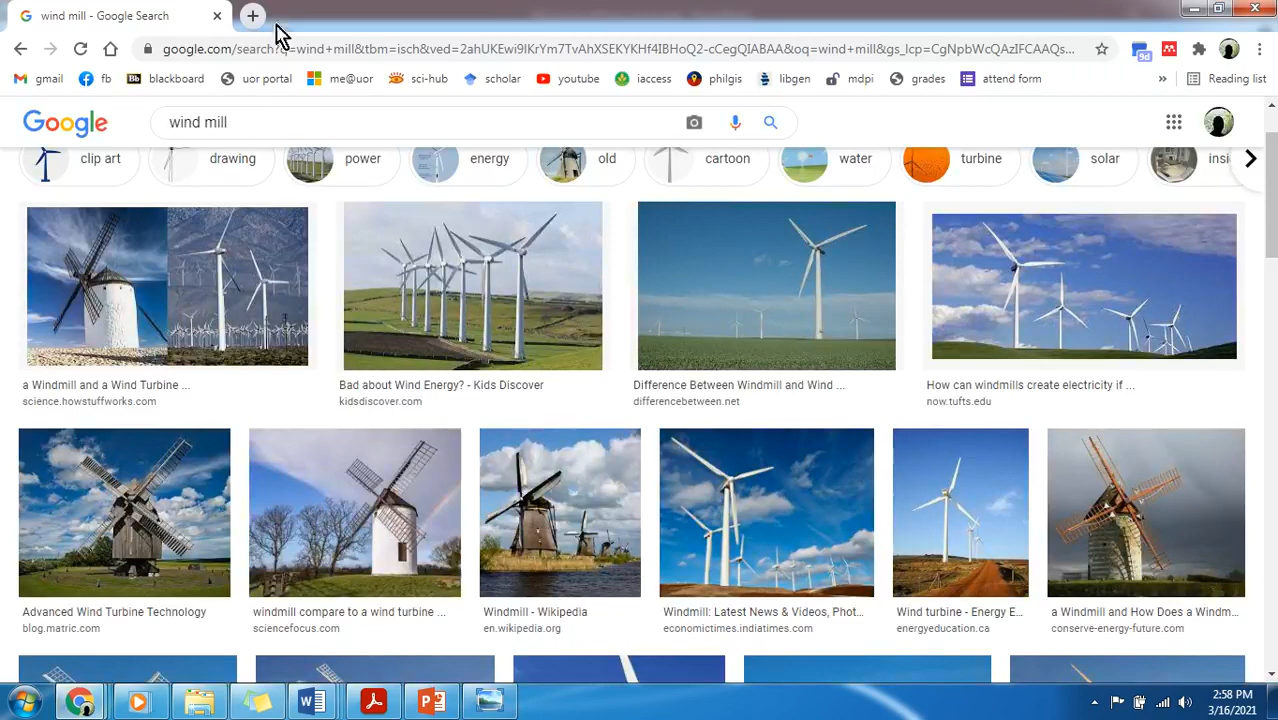 wind mill - Google Search
google.com/search?q=wind+mill&tbm=isch&ved=2ahUKEwi9lKrYm7TvAhXSEKYKHf4IBHoQ2-cCegQIABAA&oq=wind+mill&gs_lcp=CgNpbWcQAzIFCAAQs...
9d
gmail fb blackboard uor portal me@uor sci-hub scholar youtube iaccess philgis libgen mdpi grades attend form » Reading list
Google wind mill
clip art drawing power energy old cartoon water turbine solar insi
a Windmill and a Wind Turbine ... Bad about Wind Energy? - Kids Discover Difference Between Windmill and Wind ... How can windmills create electricity if ...
science.howstuffworks.com kidsdiscover.com differencebetween.net now.tufts.edu
Advanced Wind Turbine Technology windmill compare to a wind turbine ... Windmill - Wikipedia Windmill: Latest News & Videos, Phot... Wind turbine - Energy E... a Windmill and How Does a Windm...
blog.matric.com sciencefocus.com en.wikipedia.org economictimes.indiatimes.com energyeducation.ca conserve-energy-future.com
2:58 PM
3/16/2021